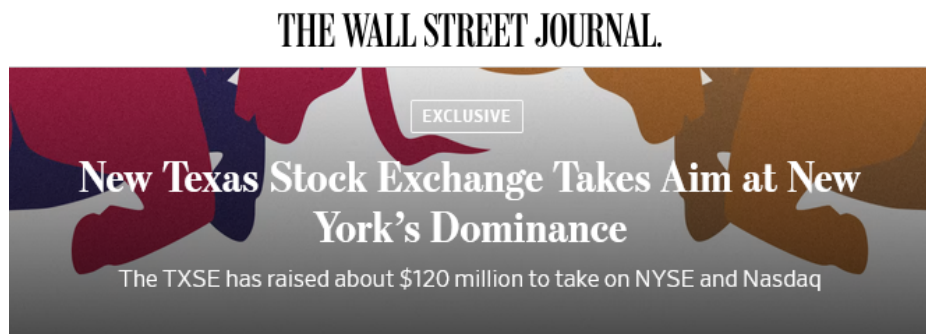 THE WALL STREET JOURNAL.
EXCLUSIVE
New Texas Stock Exchange Takes Aim at New
York’s Dominance
The TXSE has raised about $120 million to take on NYSE and Nasdaq